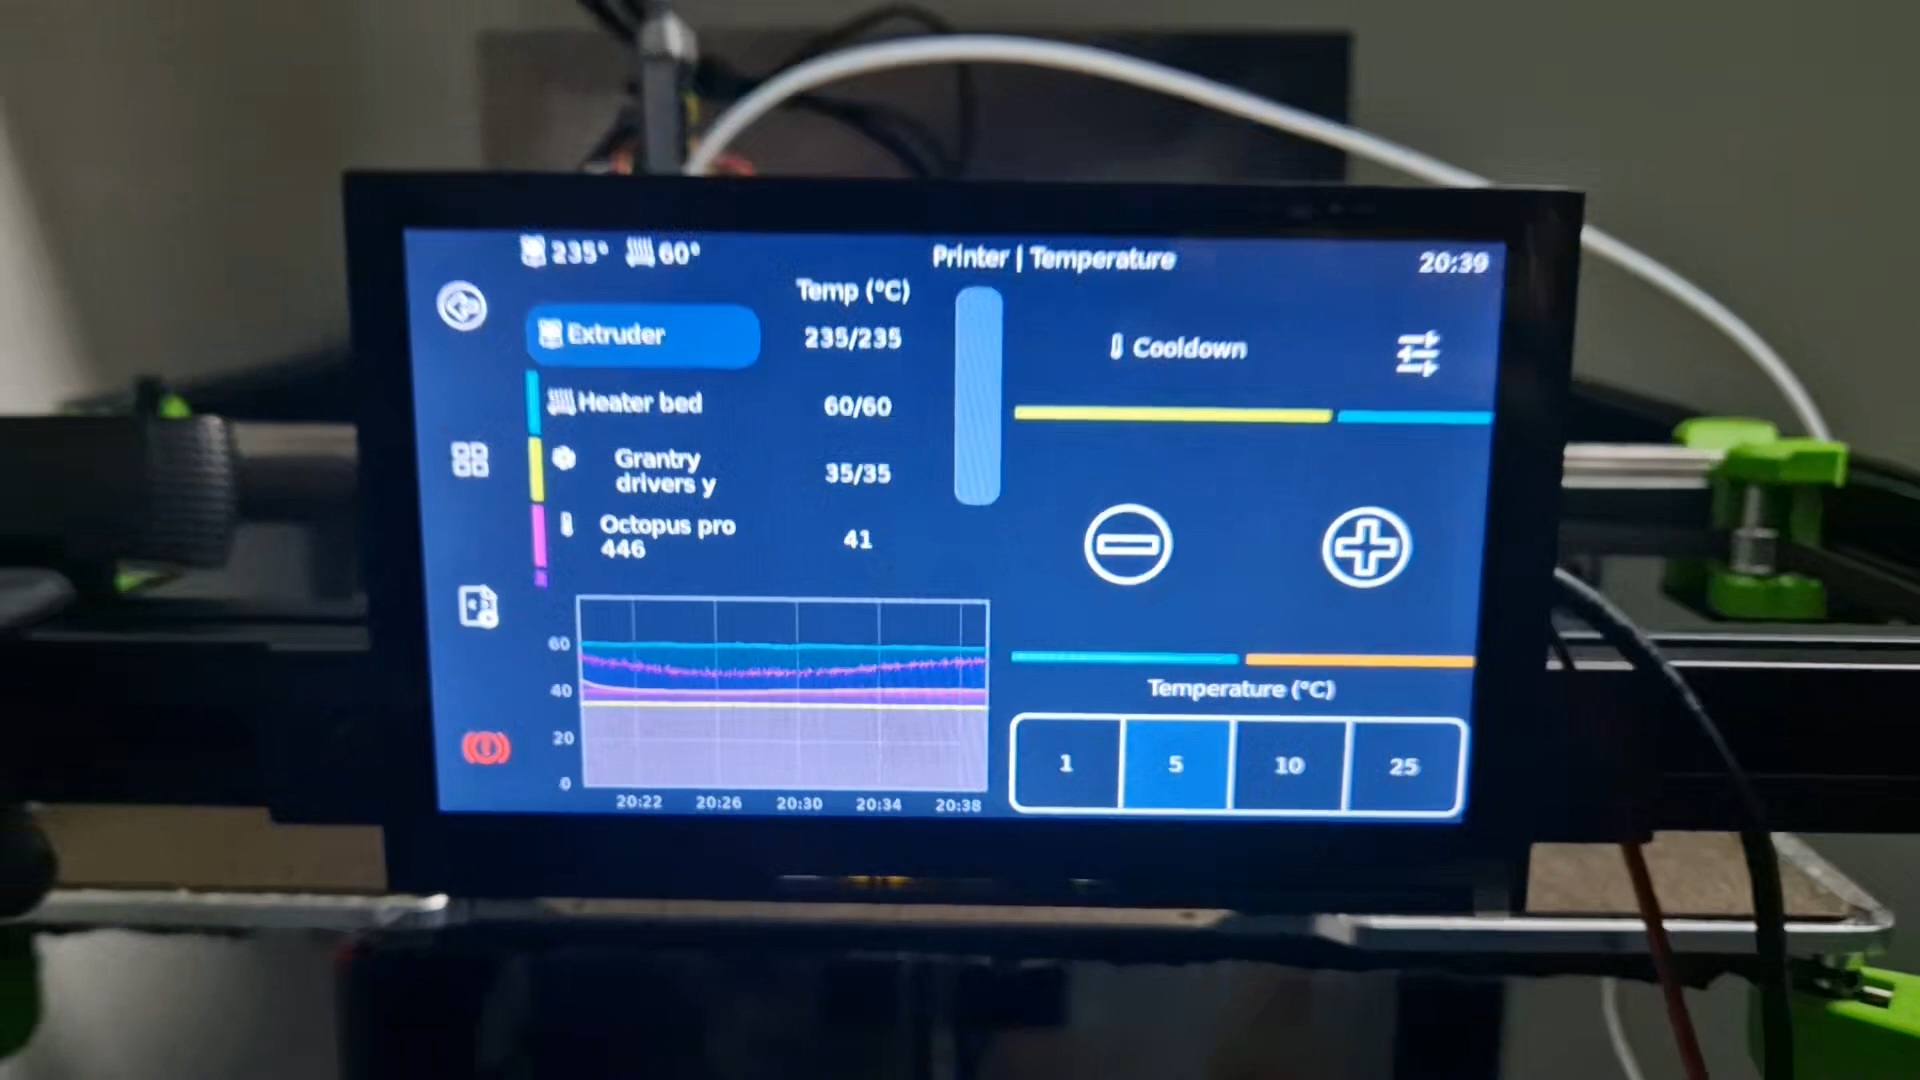 235° 60° Printer | Temperature 20:39
Temp (°C)
Extruder 235/235
Heater bed 60/60
Grantry
drivers y
35/35
Octopus pro
446
41
60
40
20
0
20:22 20:26 20:30 20:34 20:38
Cooldown
Temperature (°C)
1 5 10 25